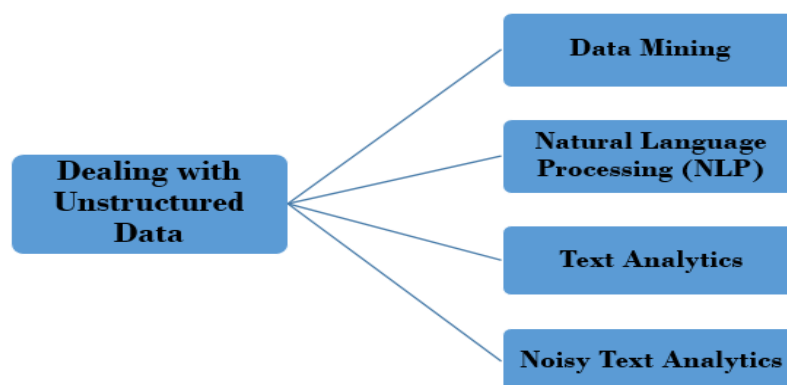 Dealing with
Unstructured
Data
Data Mining
Natural Language
Processing (NLP)
Text Analytics
Noisy Text Analytics